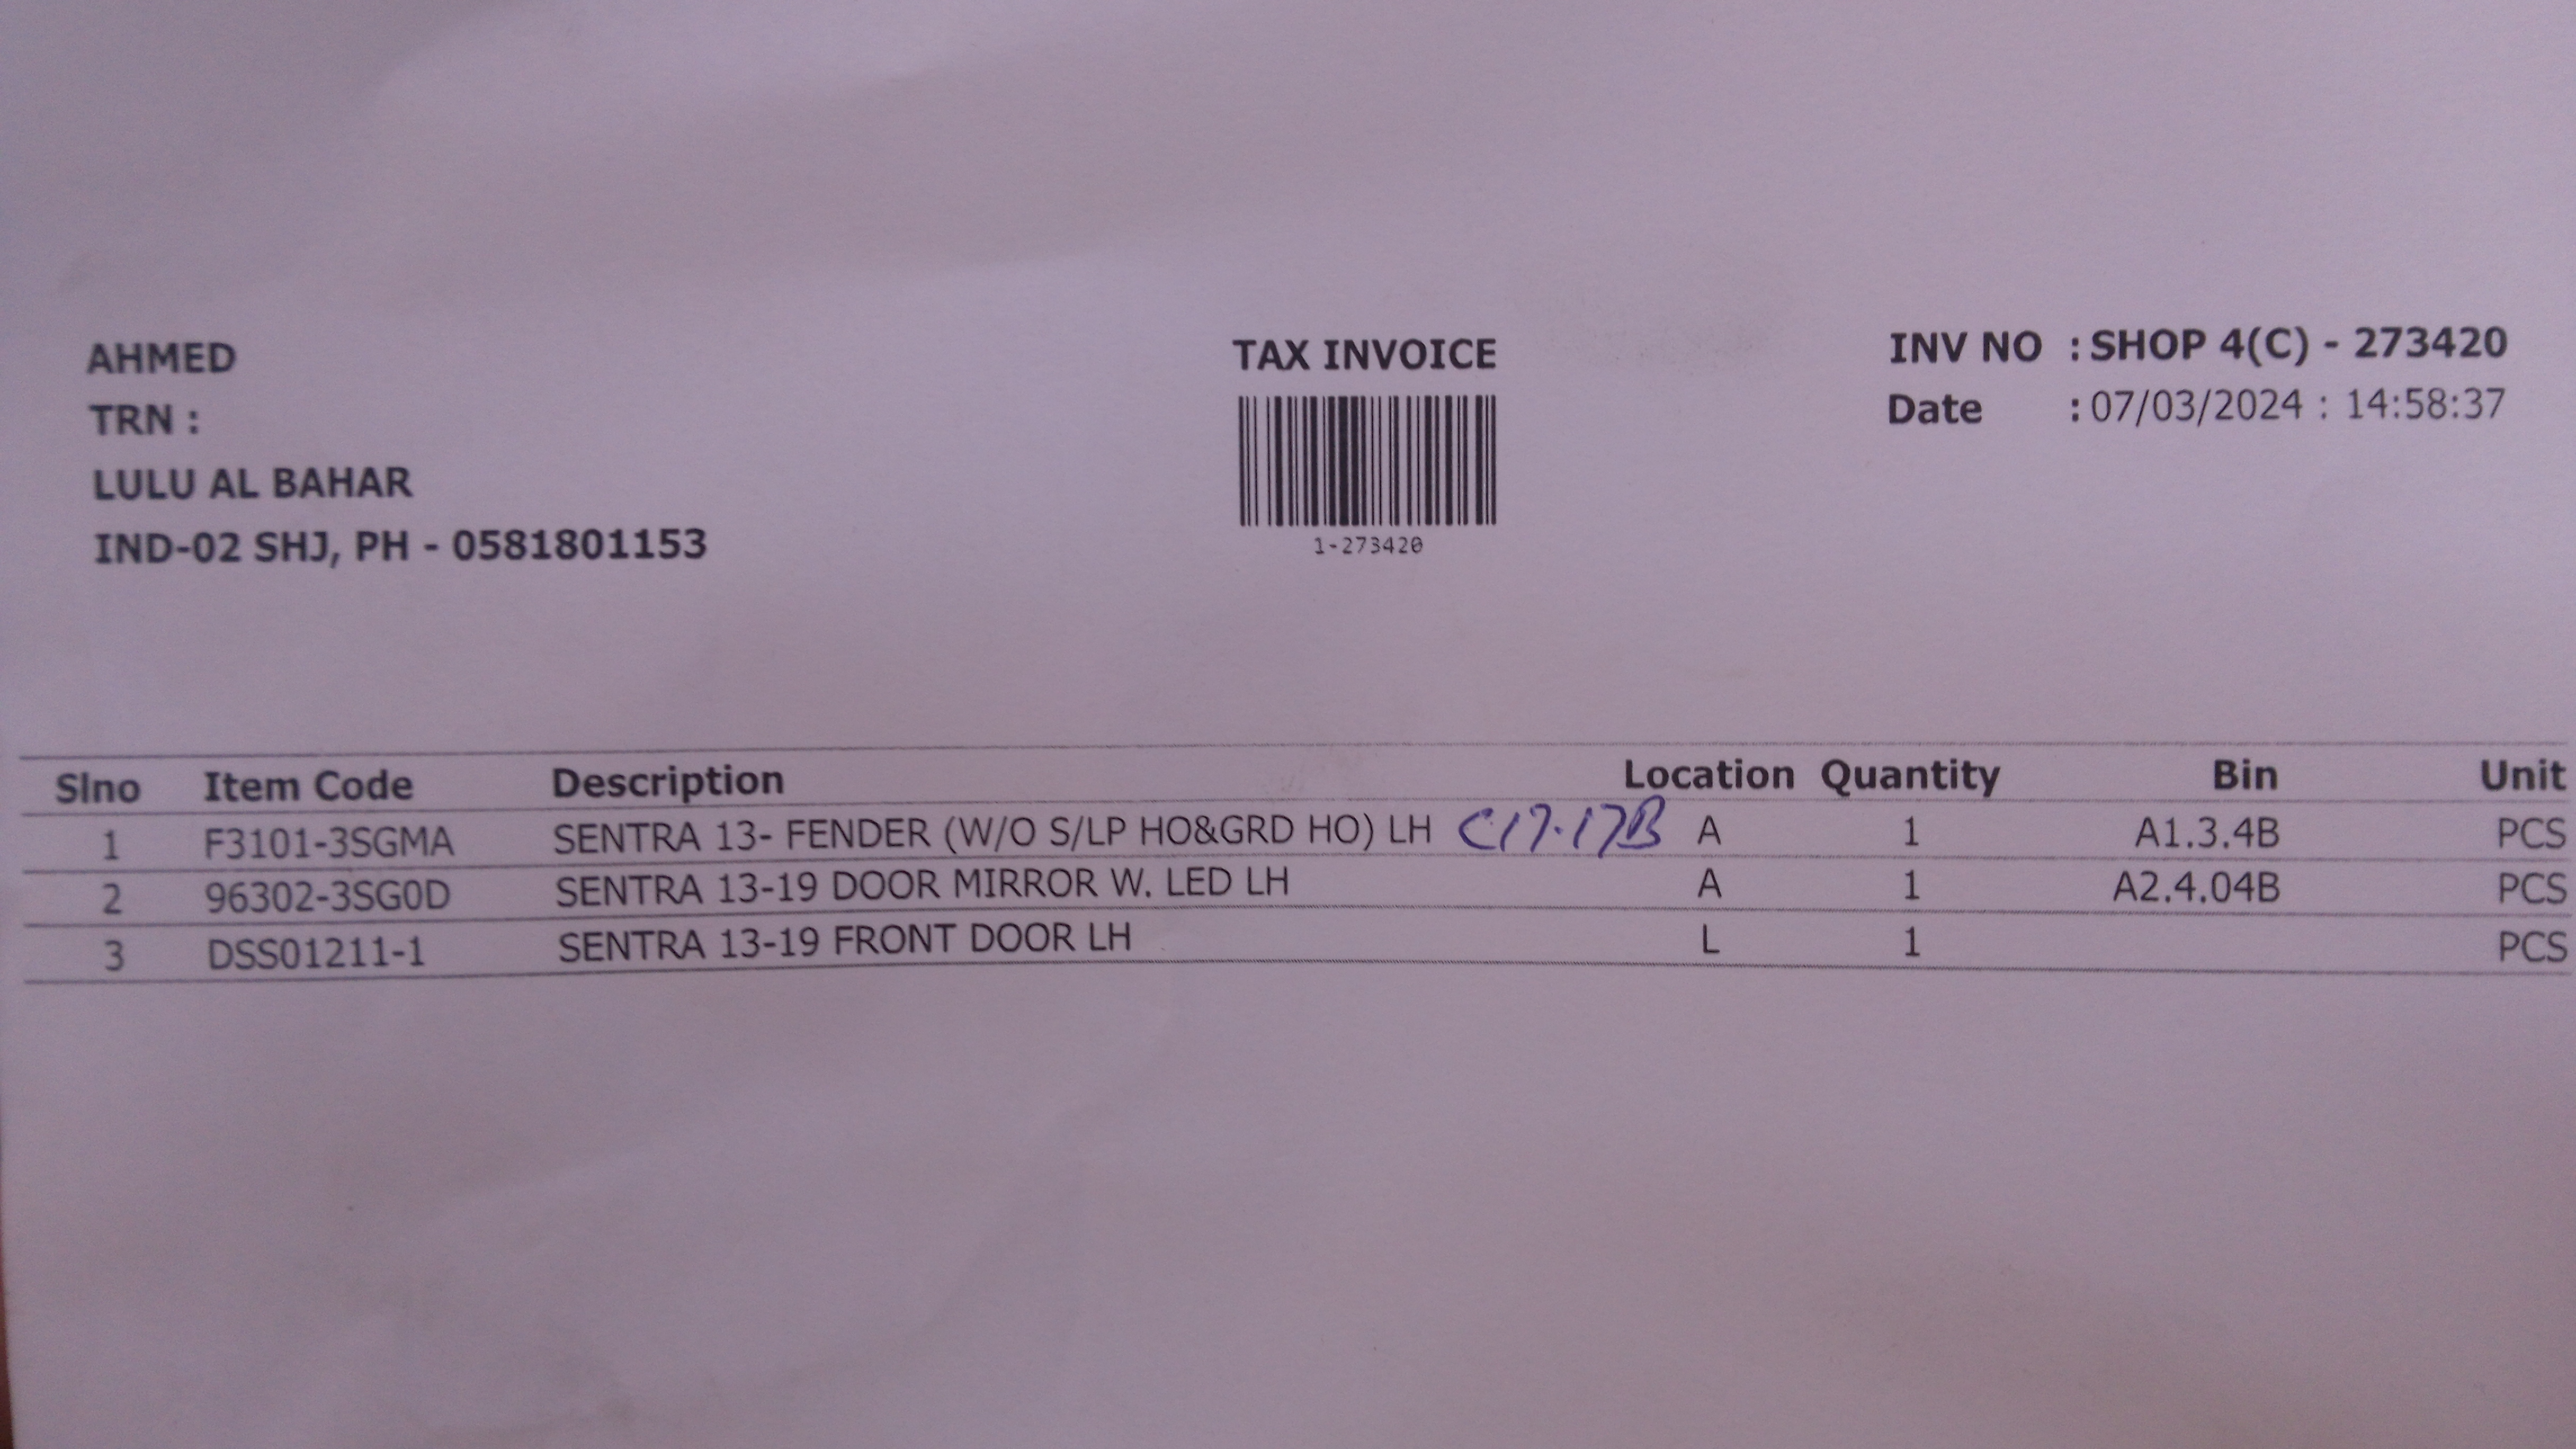 AHMED
TRN :
LULU AL BAHAR
IND-02 SHJ, PH - 0581801153
TAX INVOICE
1-273420
INV NO : SHOP 4(C) - 273420
Date : 07/03/2024 : 14:58:37
Slno Item Code Description Location Quantity Bin Unit
1 F3101-3SGMA SENTRA 13- FENDER (W/O S/LP HO&GRD HO) LH C17.17B A 1 A1.3.4B PCS
2 96302-3SG0D SENTRA 13-19 DOOR MIRROR W. LED LH A 1 A2.4.04B PCS
3 DSS01211-1 SENTRA 13-19 FRONT DOOR LH L 1 PCS